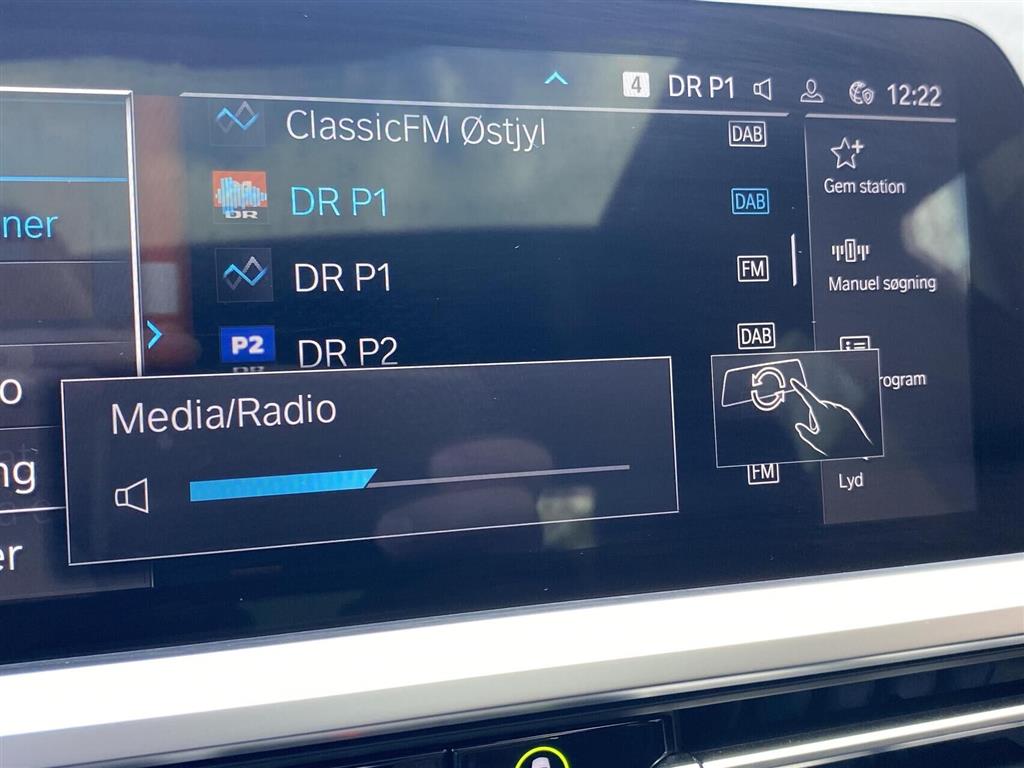 4 DR P1 12:22
ClassicFM Østjyl DAB
DR DR P1 DAB
DR P1 FM
P2 DR P2 DAB
FM
Gem station
Manuel søgning
Lyd
Media/Radio